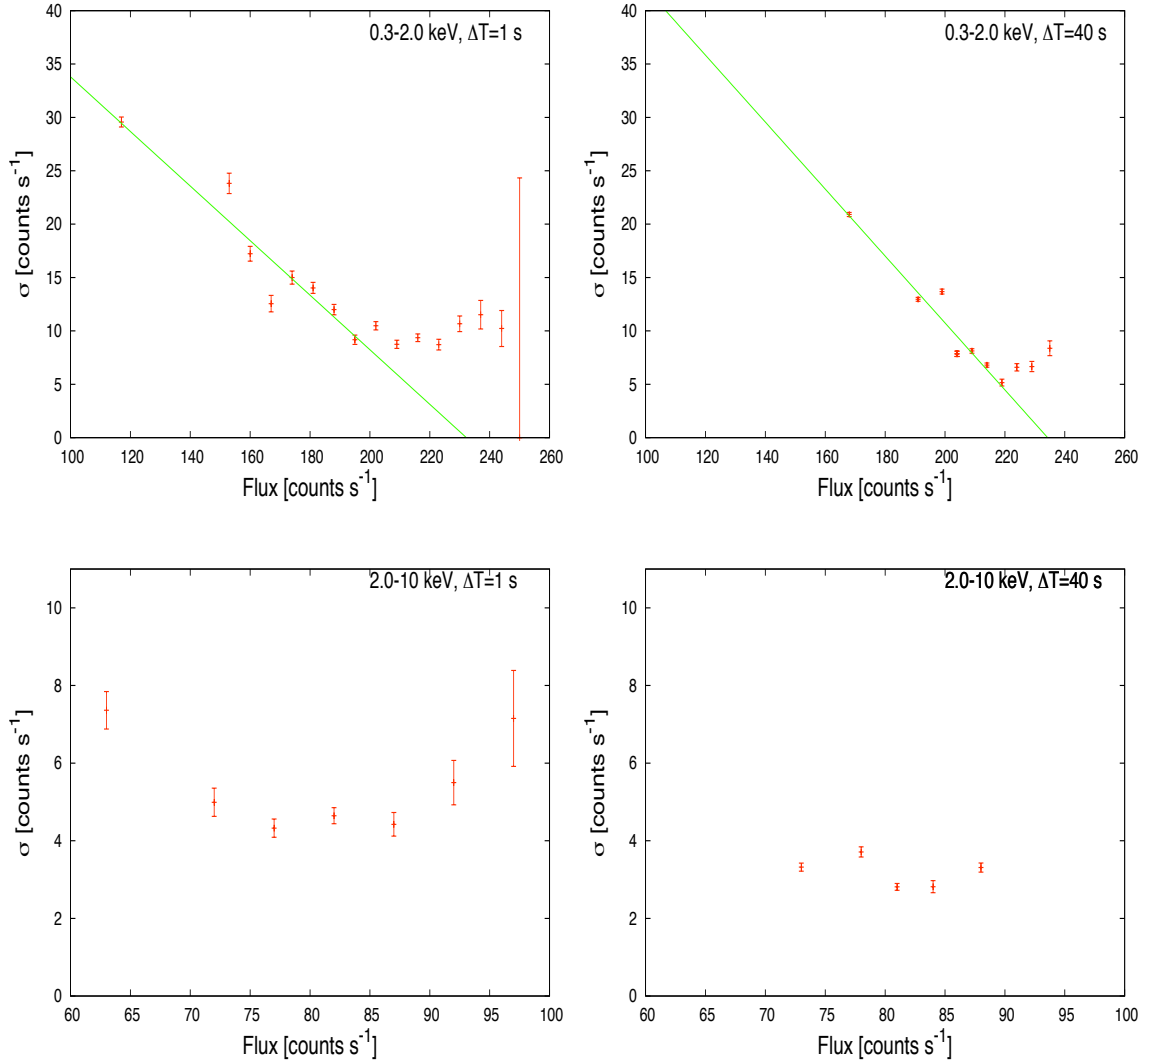 0.3-2.0 keV, ΔT=1 s
40
35
30
25
20
15
10
5
0
σ [counts s⁻¹]
100 120 140 160 180 200 220 240 260
Flux [counts s⁻¹]
0.3-2.0 keV, ΔT=40 s
40
35
30
25
20
15
10
5
0
σ [counts s⁻¹]
100 120 140 160 180 200 220 240 260
Flux [counts s⁻¹]
2.0-10 keV, ΔT=1 s
10
8
6
4
2
0
σ [counts s⁻¹]
60 65 70 75 80 85 90 95 100
Flux [counts s⁻¹]
2.0-10 keV, ΔT=40 s
10
8
6
4
2
0
σ [counts s⁻¹]
60 65 70 75 80 85 90 95 100
Flux [counts s⁻¹]